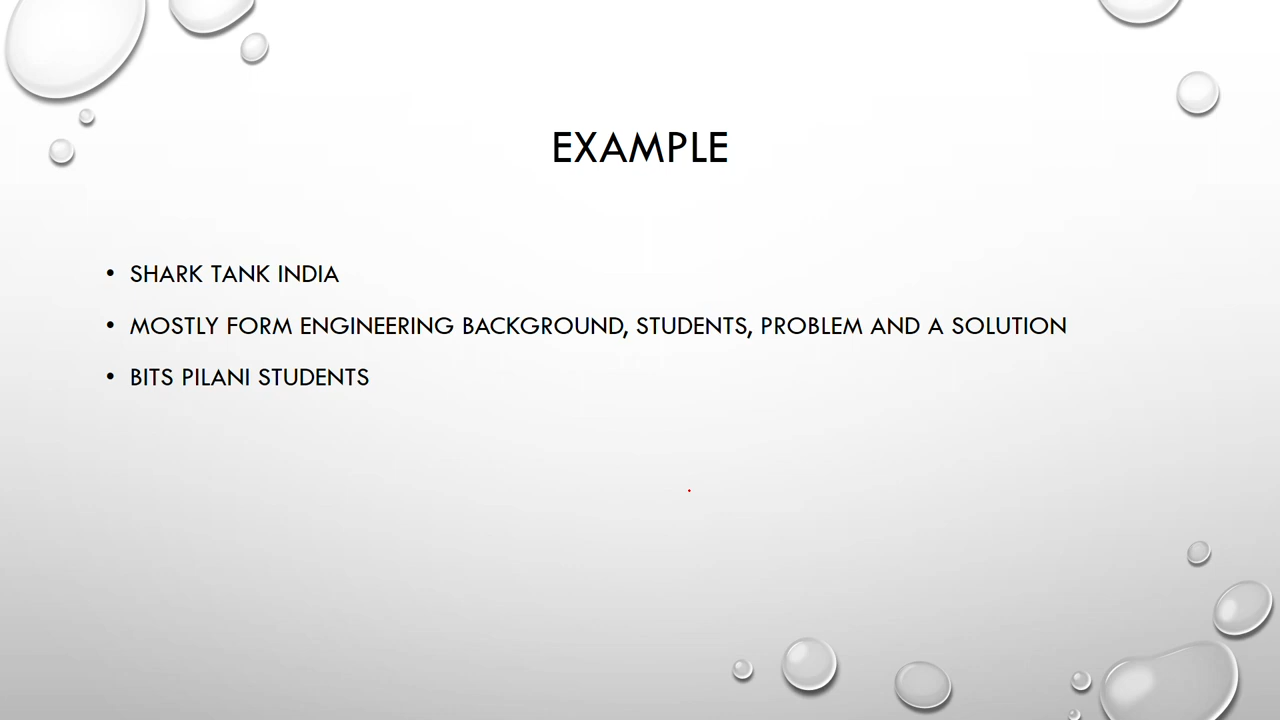 EXAMPLE
• SHARK TANK INDIA
• MOSTLY FORM ENGINEERING BACKGROUND, STUDENTS, PROBLEM AND A SOLUTION
• BITS PILANI STUDENTS